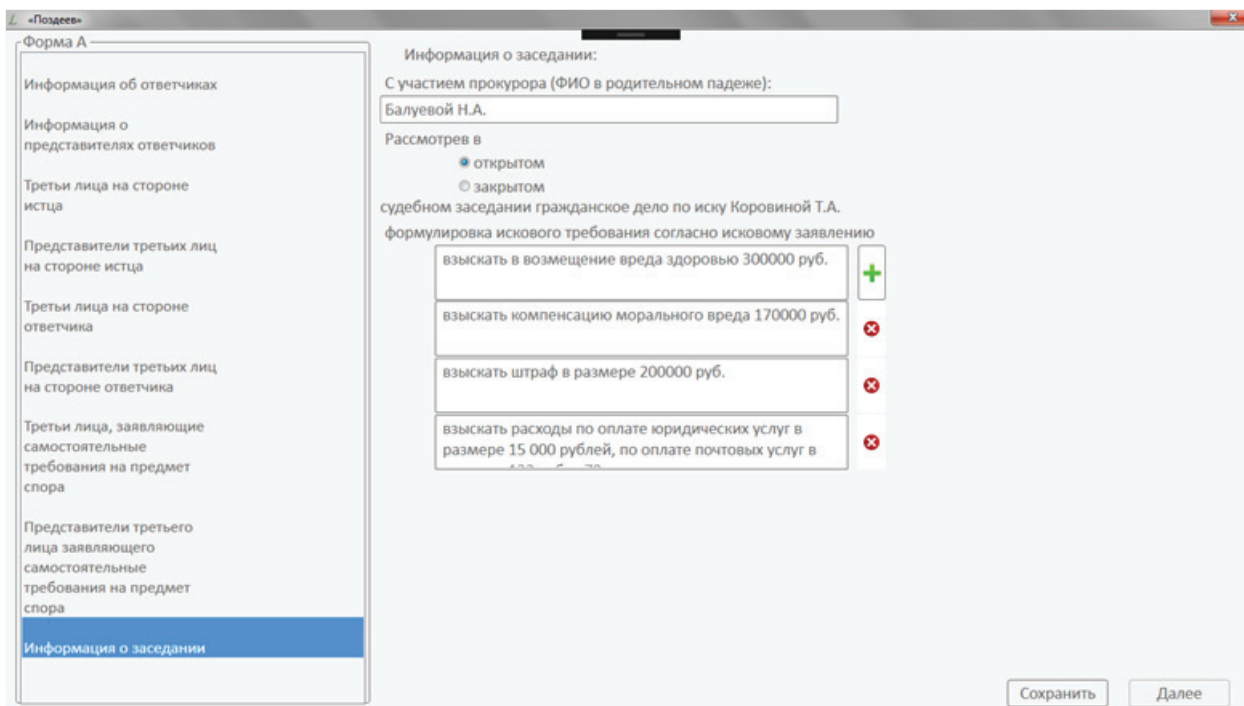 «Поздеев»
Форма А
Информация об ответчиках
Информация о
представителях ответчиков
Третьи лица на стороне
истца
Представители третьих лиц
на стороне истца
Третьи лица на стороне
ответчика
Представители третьих лиц
на стороне ответчика
Третьи лица, заявляющие
самостоятельные
требования на предмет
спора
Представители третьего
лица заявляющего
самостоятельные
требования на предмет
спора
Информация о заседании
Информация о заседании:
С участием прокурора (ФИО в родительном падеже):
Балуевой Н.А.
Рассмотрев в
открытом
закрытом
судебном заседании гражданское дело по иску Коровиной Т.А.
формулировка искового требования согласно исковому заявлению
взыскать в возмещение вреда здоровью 300000 руб.
взыскать компенсацию морального вреда 170000 руб.
взыскать штраф в размере 200000 руб.
взыскать расходы по оплате юридических услуг в
размере 15 000 рублей, по оплате почтовых услуг в
Сохранить
Далее